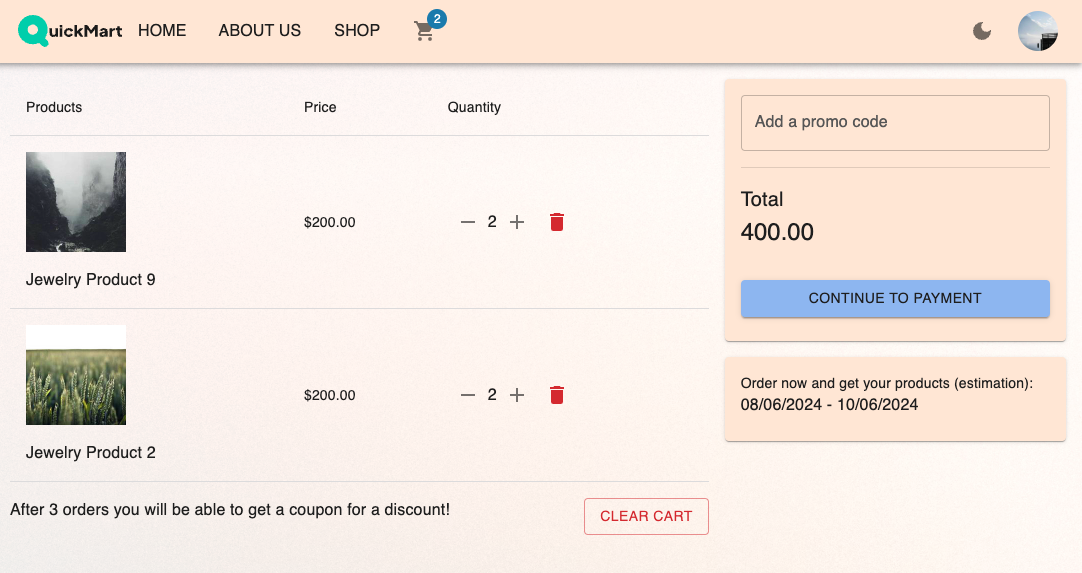 QuickMart HOME ABOUT US SHOP 2
Products Price Quantity
$200.00 2
Jewelry Product 9
$200.00 2
Jewelry Product 2
After 3 orders you will be able to get a coupon for a discount!
CLEAR CART
Add a promo code
Total
400.00
CONTINUE TO PAYMENT
Order now and get your products (estimation):
08/06/2024 - 10/06/2024